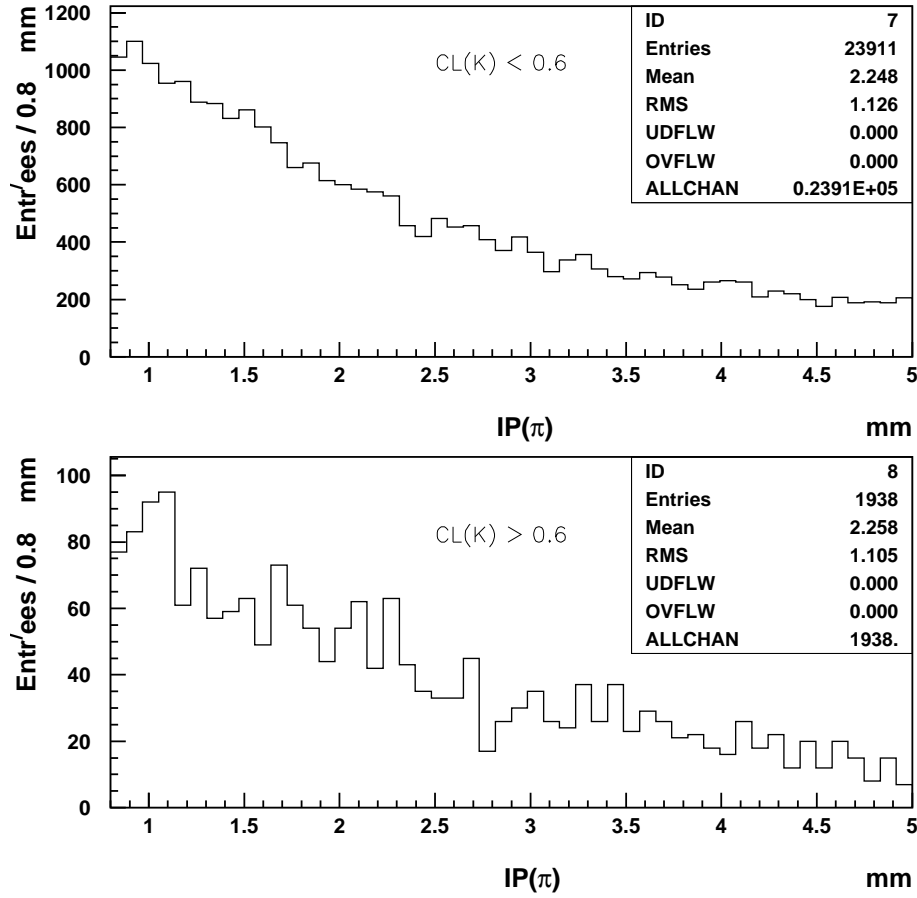 Entr'ees / 0.8 mm
1200
1000
800
600
400
200
0
CL(K) < 0.6
ID 7
Entries 23911
Mean 2.248
RMS 1.126
UDFLW 0.000
OVFLW 0.000
ALLCHAN 0.2391E+05
1 1.5 2 2.5 3 3.5 4 4.5 5
IP(π) mm
Entr'ees / 0.8 mm
100
80
60
40
20
0
CL(K) > 0.6
ID 8
Entries 1938
Mean 2.258
RMS 1.105
UDFLW 0.000
OVFLW 0.000
ALLCHAN 1938.
1 1.5 2 2.5 3 3.5 4 4.5 5
IP(π) mm